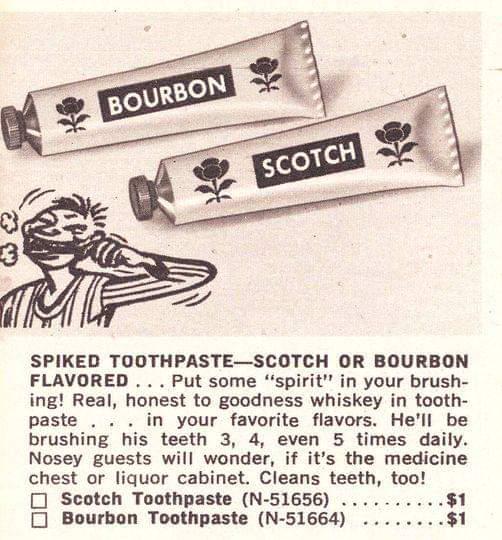 BOURBON
SCOTCH
SPIKED TOOTHPASTE—SCOTCH OR BOURBON
FLAVORED . . . Put some “spirit” in your brush-
ing! Real, honest to goodness whiskey in tooth-
paste . . . in your favorite flavors. He'll be
brushing his teeth 3, 4, even 5 times daily.
Nosey guests will wonder, if it's the medicine
chest or liquor cabinet. Cleans teeth, too!
☐ Scotch Toothpaste (N-51656) ..........$1
☐ Bourbon Toothpaste (N-51664) ........$1